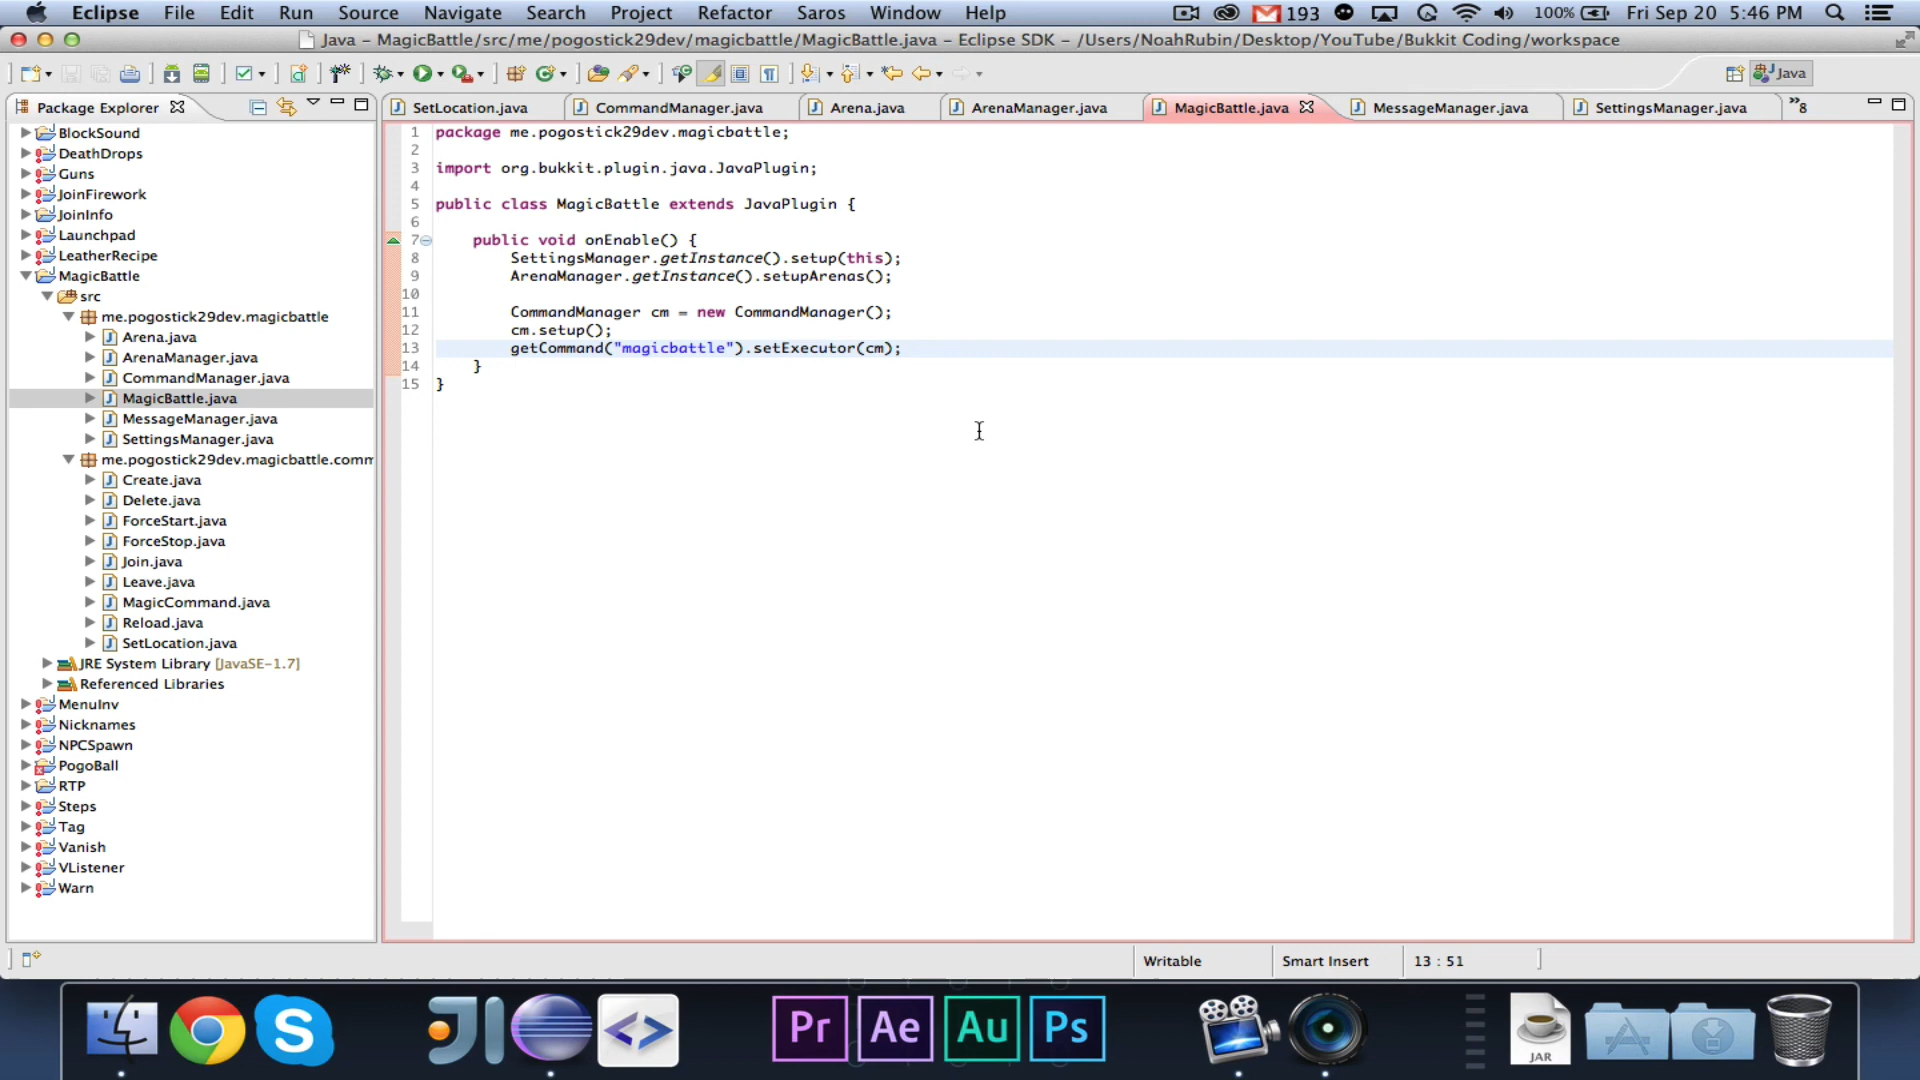 Eclipse File Edit Run Source Navigate Search Project Refactor Saros Window Help 193 100% Fri Sep 20 5:46 PM
Java – MagicBattle/src/me/pogostick29dev/magicbattle/MagicBattle.java – Eclipse SDK – /Users/NoahRubin/Desktop/YouTube/Bukkit Coding/workspace
Java
Package Explorer
SetLocation.java CommandManager.java Arena.java ArenaManager.java MagicBattle.java MessageManager.java SettingsManager.java »8
BlockSound
DeathDrops
Guns
JoinFirework
JoinInfo
Launchpad
LeatherRecipe
MagicBattle
src
me.pogostick29dev.magicbattle
Arena.java
ArenaManager.java
CommandManager.java
MagicBattle.java
MessageManager.java
SettingsManager.java
me.pogostick29dev.magicbattle.comm
Create.java
Delete.java
ForceStart.java
ForceStop.java
Join.java
Leave.java
MagicCommand.java
Reload.java
SetLocation.java
JRE System Library [JavaSE-1.7]
Referenced Libraries
MenuInv
Nicknames
NPCSpawn
PogoBall
RTP
Steps
Tag
Vanish
VListener
Warn
1 package me.pogostick29dev.magicbattle;
2
3 import org.bukkit.plugin.java.JavaPlugin;
4
5 public class MagicBattle extends JavaPlugin {
6
7 public void onEnable() {
8 SettingsManager.getInstance().setup(this);
9 ArenaManager.getInstance().setupArenas();
10
11 CommandManager cm = new CommandManager();
12 cm.setup();
13 getCommand("magicbattle").setExecutor(cm);
14 }
15 }
Writable Smart Insert 13 : 51
Pr Ae Au Ps JAR